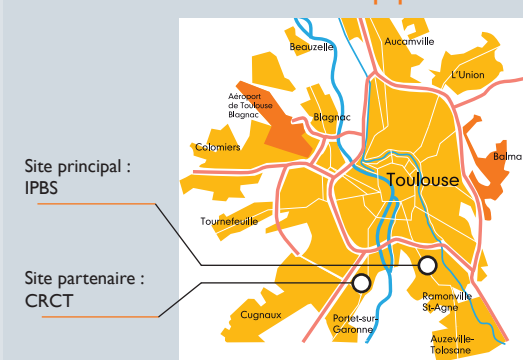 Beauzelle
Aucamville
L'Union
Aéroport
de Toulouse
Blagnac
Blagnac
Colomiers
Balma
Site principal :
IPBS
Toulouse
Tournefeuille
Site partenaire :
CRCT
Ramonville
St-Agne
Cugnaux
Portet-sur-
Garonne
Auzeville-
Tolosane